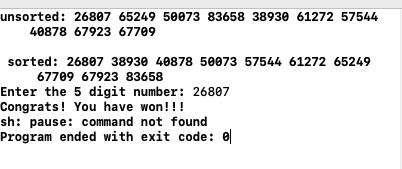 unsorted: 26807 65249 50073 83658 38930 61272 57544
40878 67923 67709
sorted: 26807 38930 40878 50073 57544 61272 65249
67709 67923 83658
Enter the 5 digit number: 26807
Congrats! You have won!!!
sh: pause: command not found
Program ended with exit code: 0